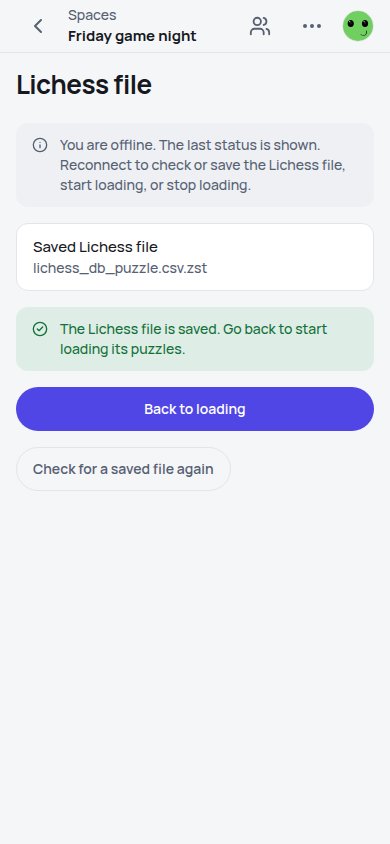 Spaces
Friday game night
Lichess file
You are offline. The last status is shown.
Reconnect to check or save the Lichess file,
start loading, or stop loading.
Saved Lichess file
lichess_db_puzzle.csv.zst
The Lichess file is saved. Go back to start
loading its puzzles.
Back to loading
Check for a saved file again